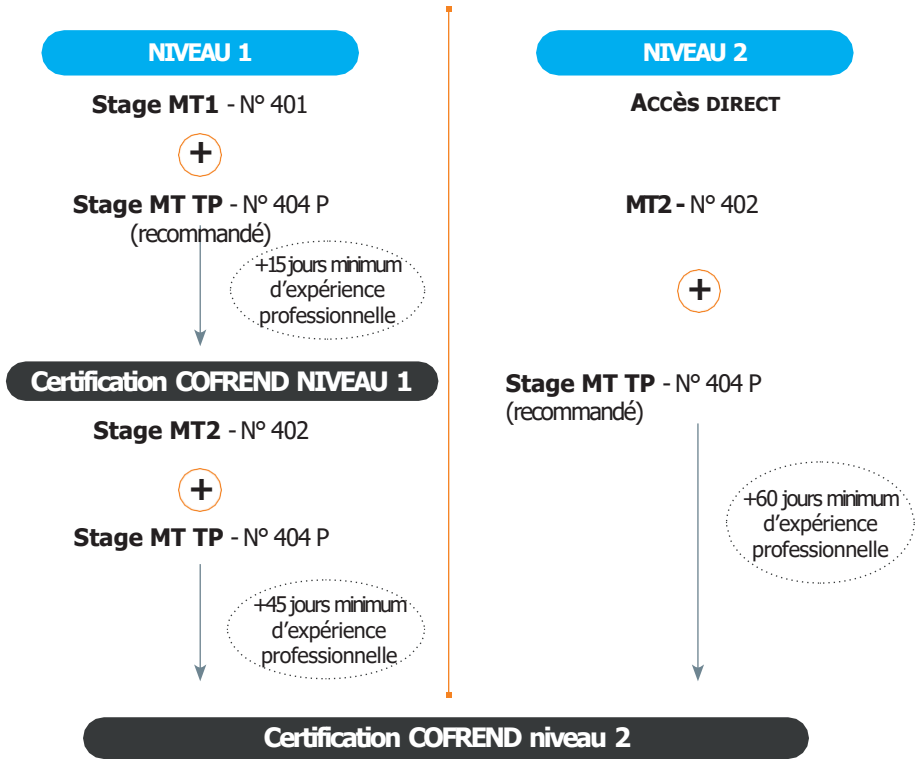 NIVEAU 1
Stage MT1 - N° 401
+
Stage MT TP - N° 404 P
(recommandé)
+15 jours minimum
d'expérience
professionnelle
Certification COFREND NIVEAU 1
Stage MT2 - N° 402
+
Stage MT TP - N° 404 P
+45 jours minimum
d'expérience
professionnelle
NIVEAU 2
ACCès DIRECT
MT2 - N° 402
+
Stage MT TP - N° 404 P
(recommandé)
+60 jours minimum
d'expérience
professionnelle
Certification COFREND niveau 2